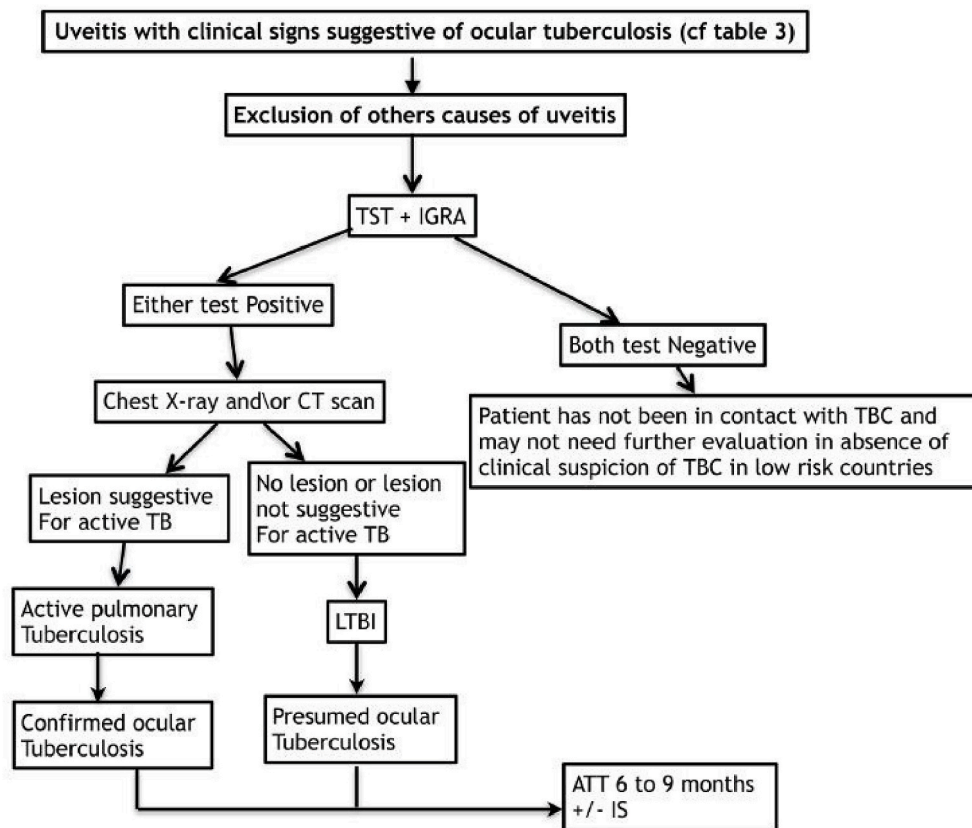 Uveitis with clinical signs suggestive of ocular tuberculosis (cf table 3)
Exclusion of others causes of uveitis
TST + IGRA
Either test Positive
Both test Negative
Chest X-ray and\or CT scan
Patient has not been in contact with TBC and
may not need further evaluation in absence of
clinical suspicion of TBC in low risk countries
Lesion suggestive
For active TB
No lesion or lesion
not suggestive
For active TB
Active pulmonary
Tuberculosis
LTBI
Confirmed ocular
Tuberculosis
Presumed ocular
Tuberculosis
ATT 6 to 9 months
+/- IS